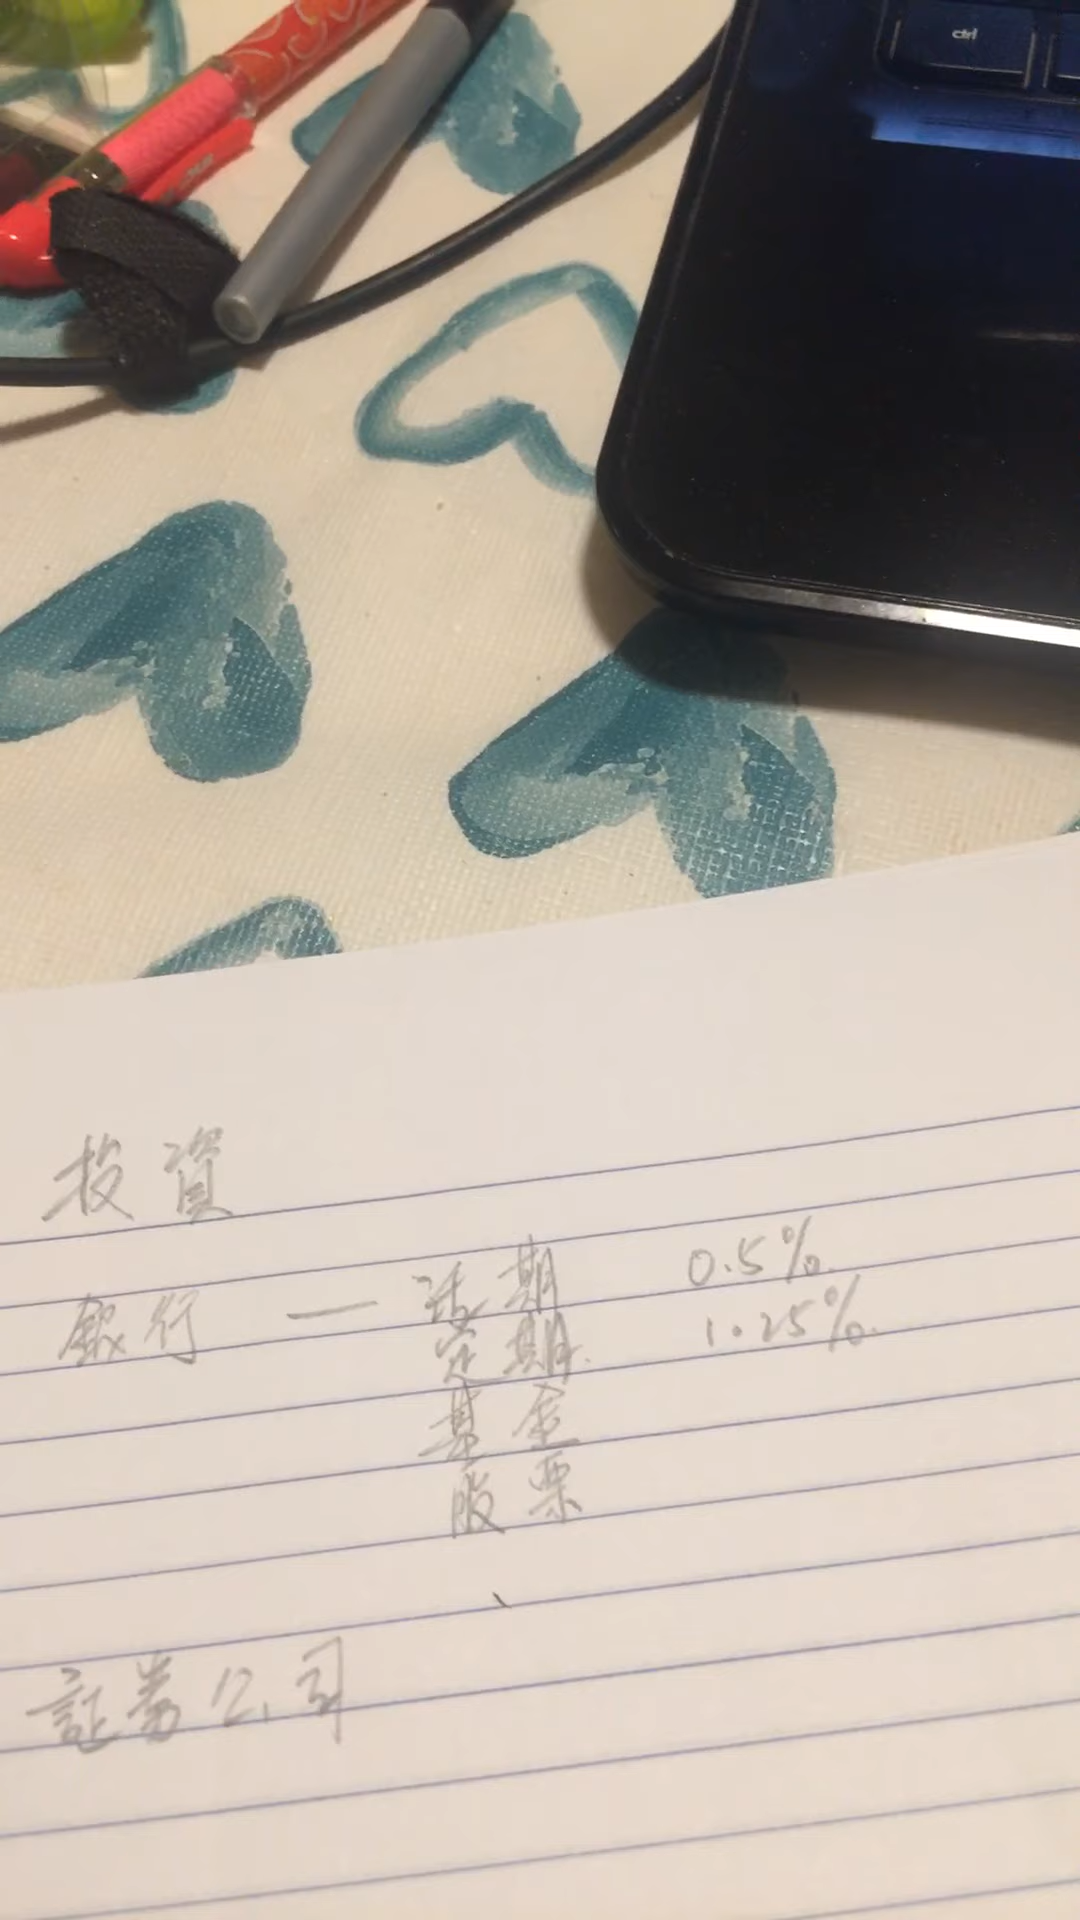 ctrl
投資
銀行 — 活期 0.5%
定期 1.25%
基金
股票
証券公司